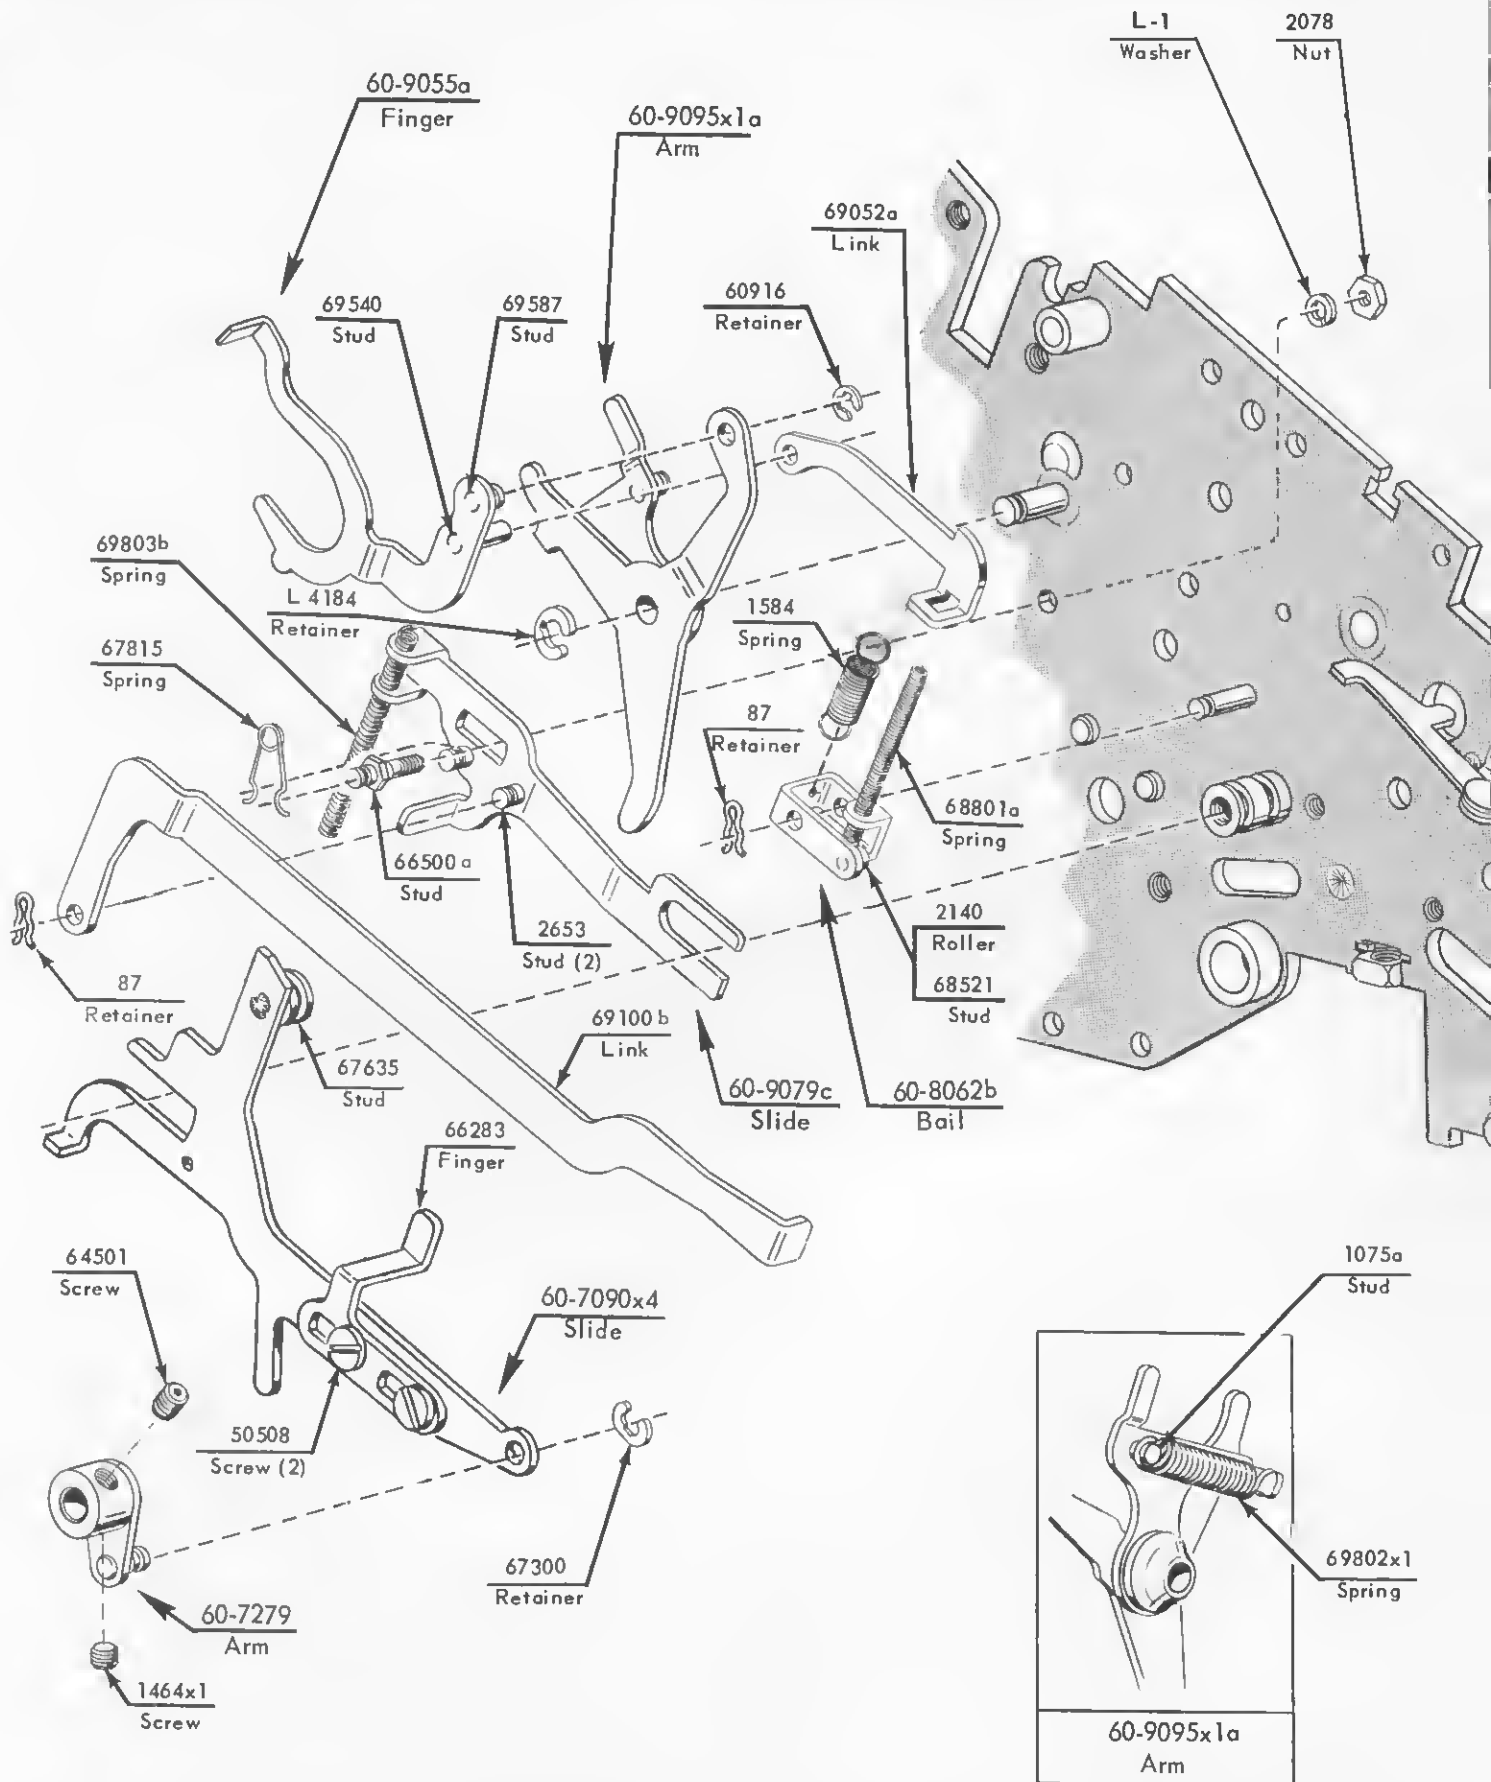 L-1
Washer
2078
Nut
60-9055a
Finger
60-9095x1a
Arm
69052a
Link
69540
Stud
69587
Stud
60916
Retainer
69803b
Spring
L 4184
Retainer
1584
Spring
67815
Spring
87
Retainer
68801a
Spring
66500a
Stud
2653
Stud (2)
2140
Roller
68521
Stud
87
Retainer
69100b
Link
67635
Stud
60-9079c
Slide
60-8062b
Bail
66283
Finger
64501
Screw
60-7090x4
Slide
1075a
Stud
50508
Screw (2)
67300
Retainer
69802x1
Spring
60-7279
Arm
1464x1
Screw
60-9095x1a
Arm